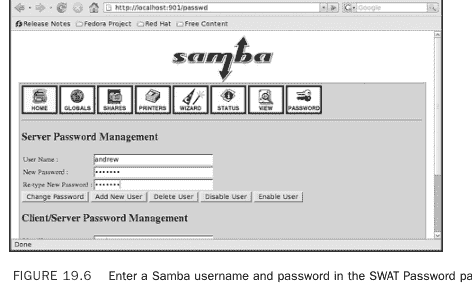 http://localhost:901/passwd
Google
Release Notes Fedora Project Red Hat Free Content
samba
HOME GLOBALS SHARES PRINTERS WIZARD STATUS VIEW PASSWORD
Server Password Management
User Name : andrew
New Password : •••••••
Re-type New Password : •••••••
Change Password Add New User Delete User Disable User Enable User
Client/Server Password Management
Done
FIGURE 19.6 Enter a Samba username and password in the SWAT Password pa